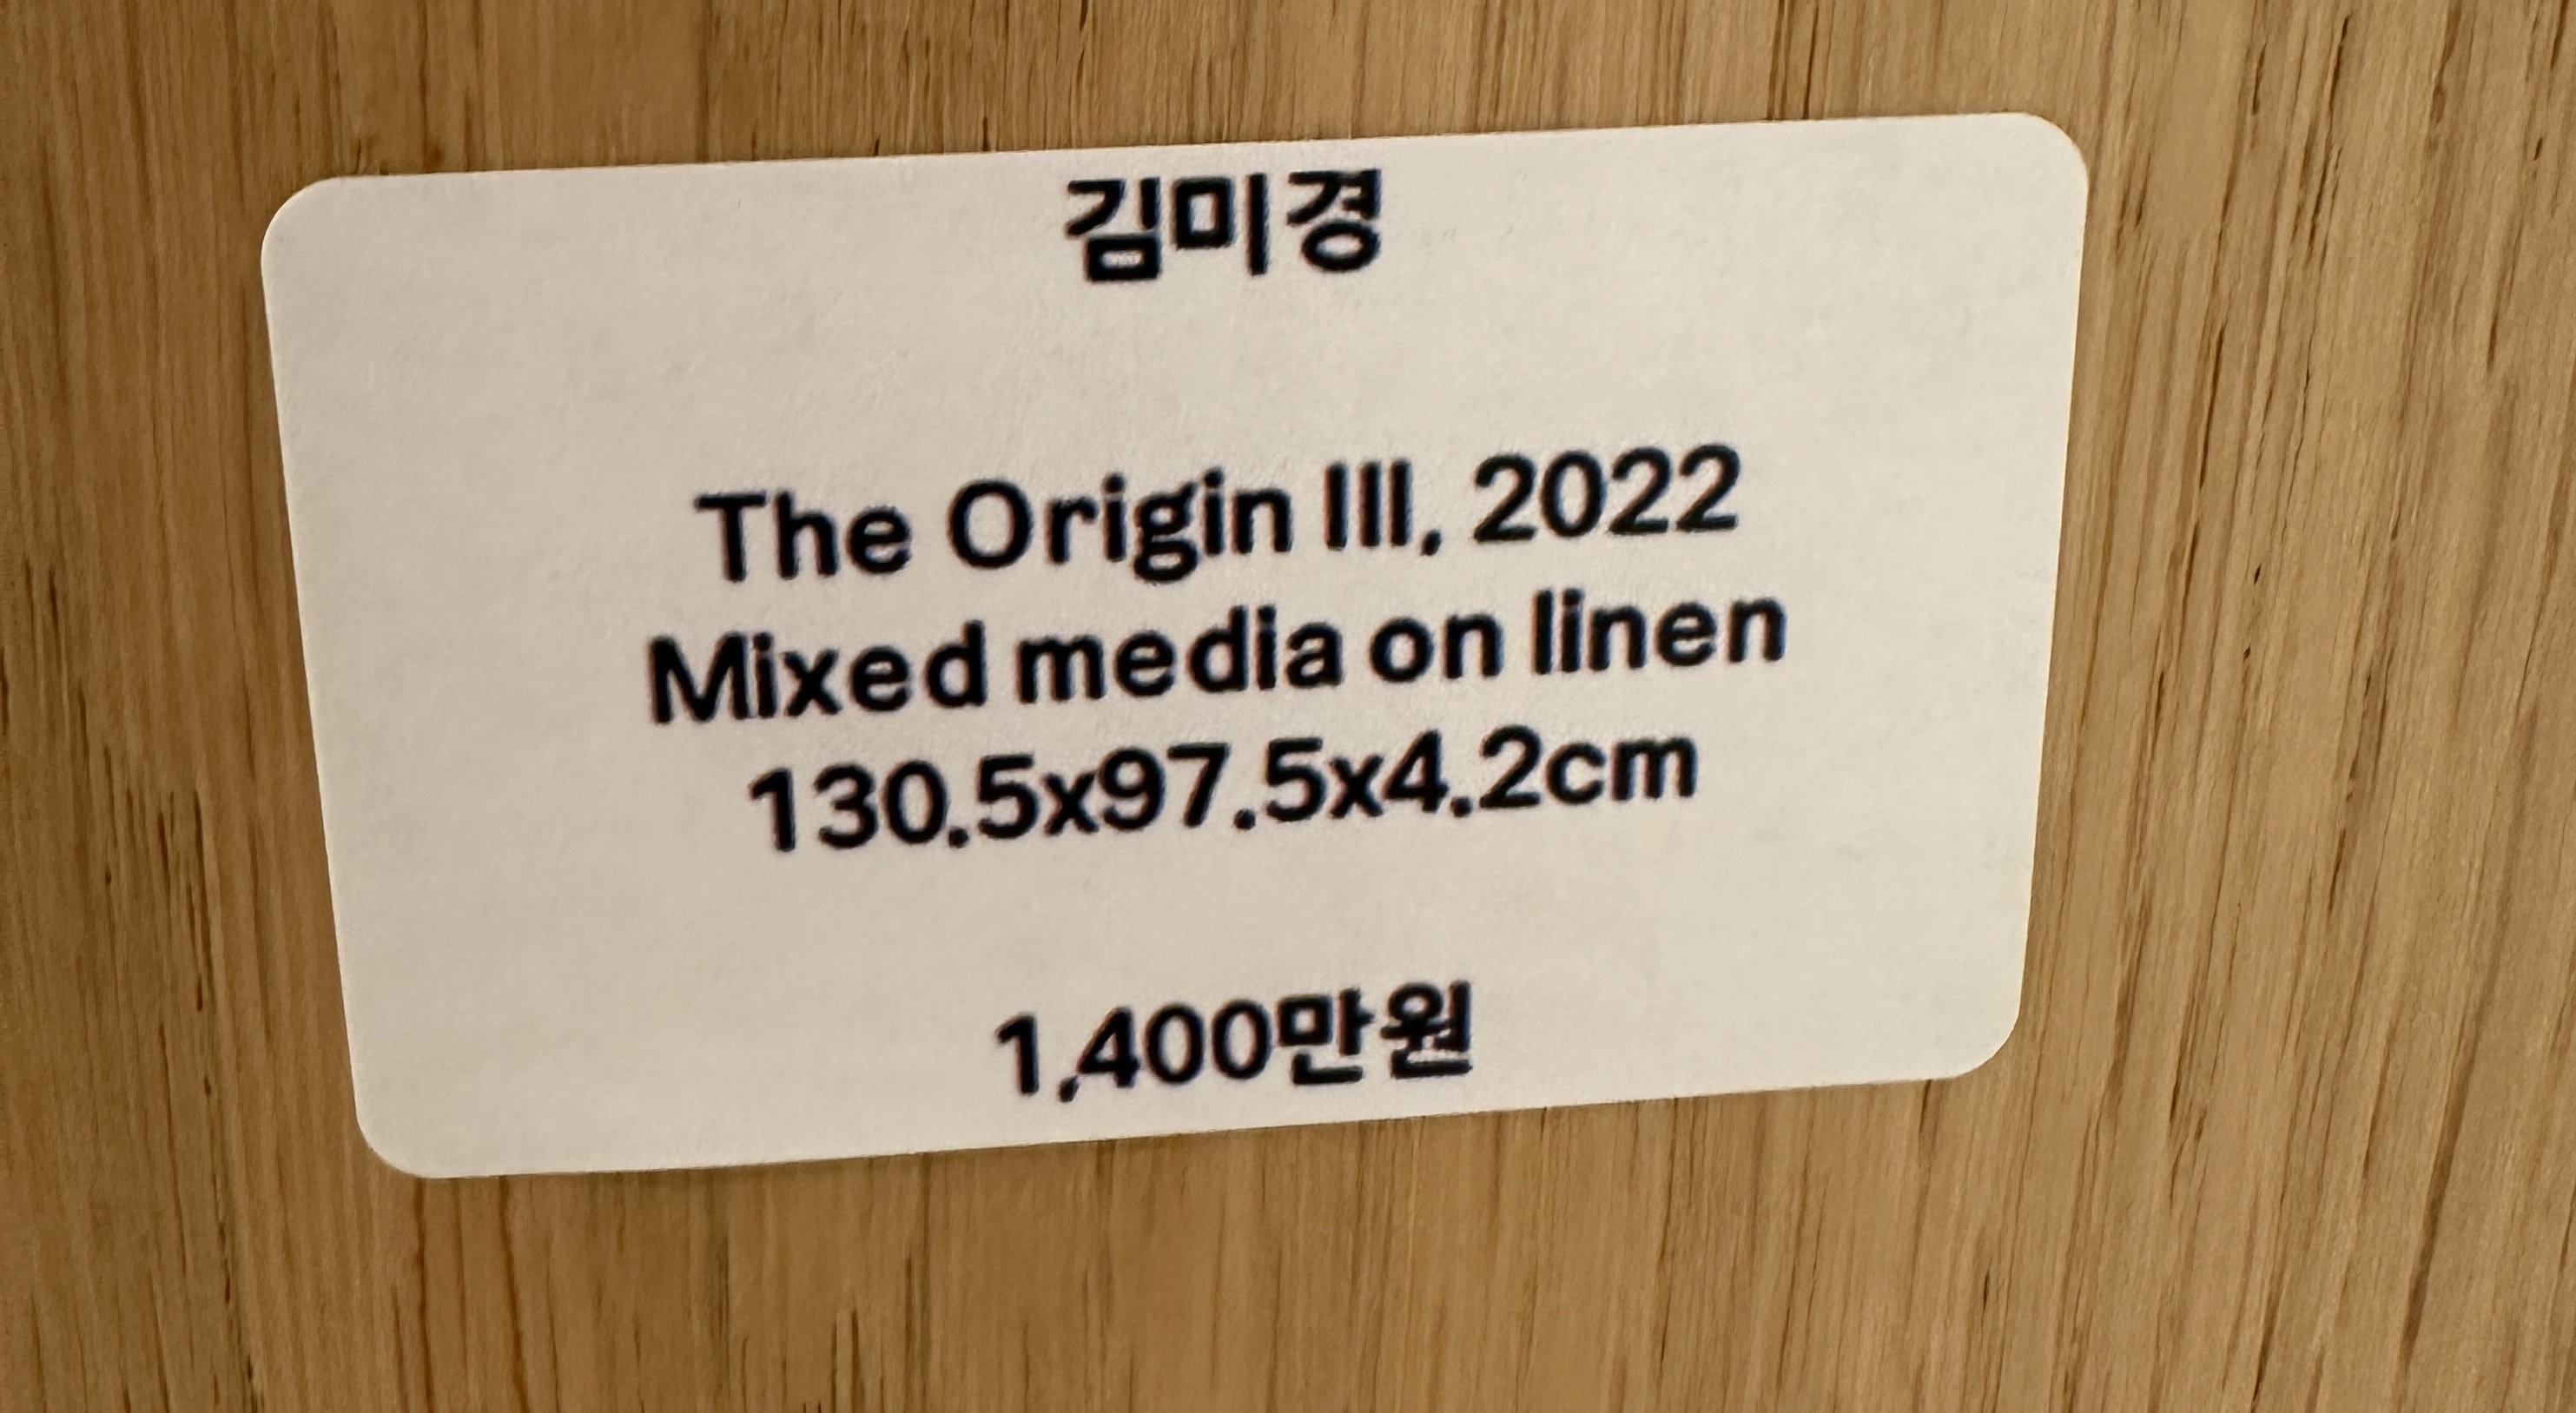 김미경
The Origin III, 2022
Mixed media on linen
130.5x97.5x4.2cm
1,400만원